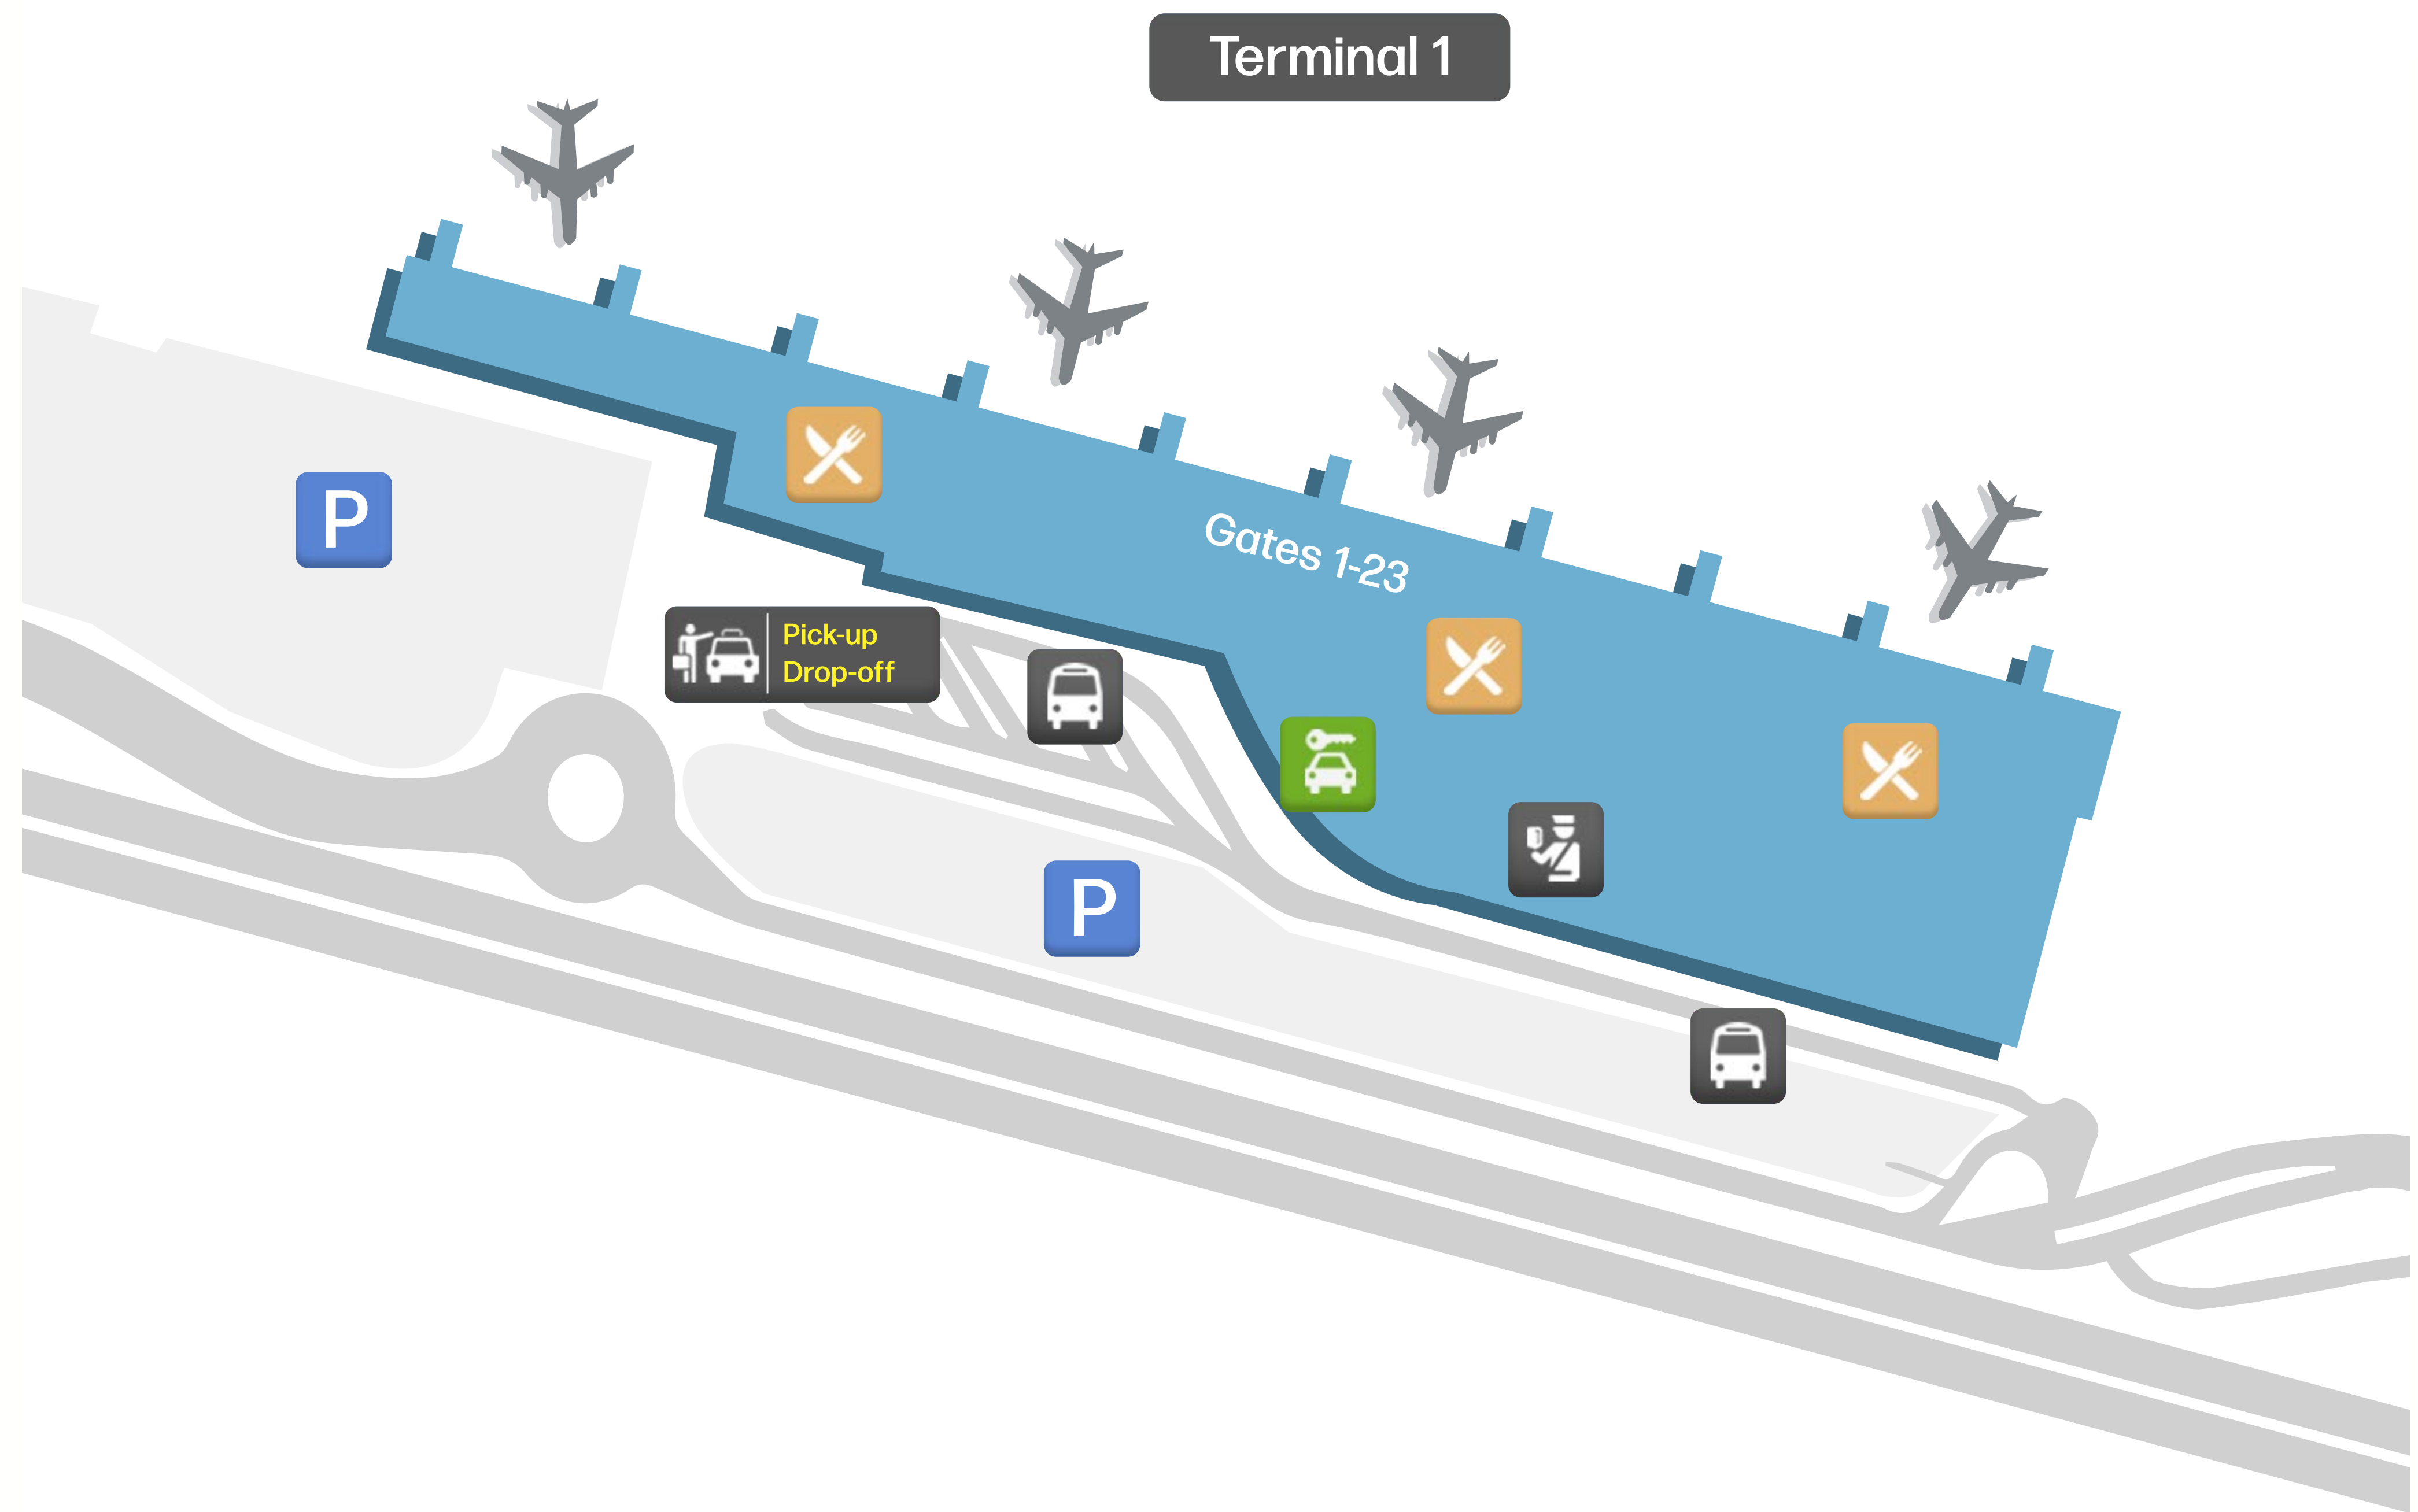 Terminal 1
Gates 1-23
P
Pick-up
Drop-off
P